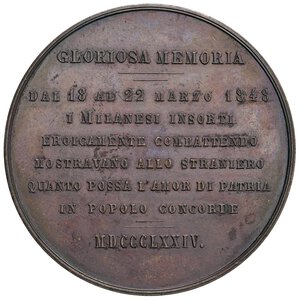 GLORIOSA MEMORIA
DAL 18 AL 22 MARZO 1848
I MILANESI INSORTI
EROICAMENTE COMBATTENDO
MOSTRAVANO ALLO STRANIERO
QUANTO POSSA L'AMOR DI PATRIA
IN POPOLO CONCORDE
MDCCCLXXIV.